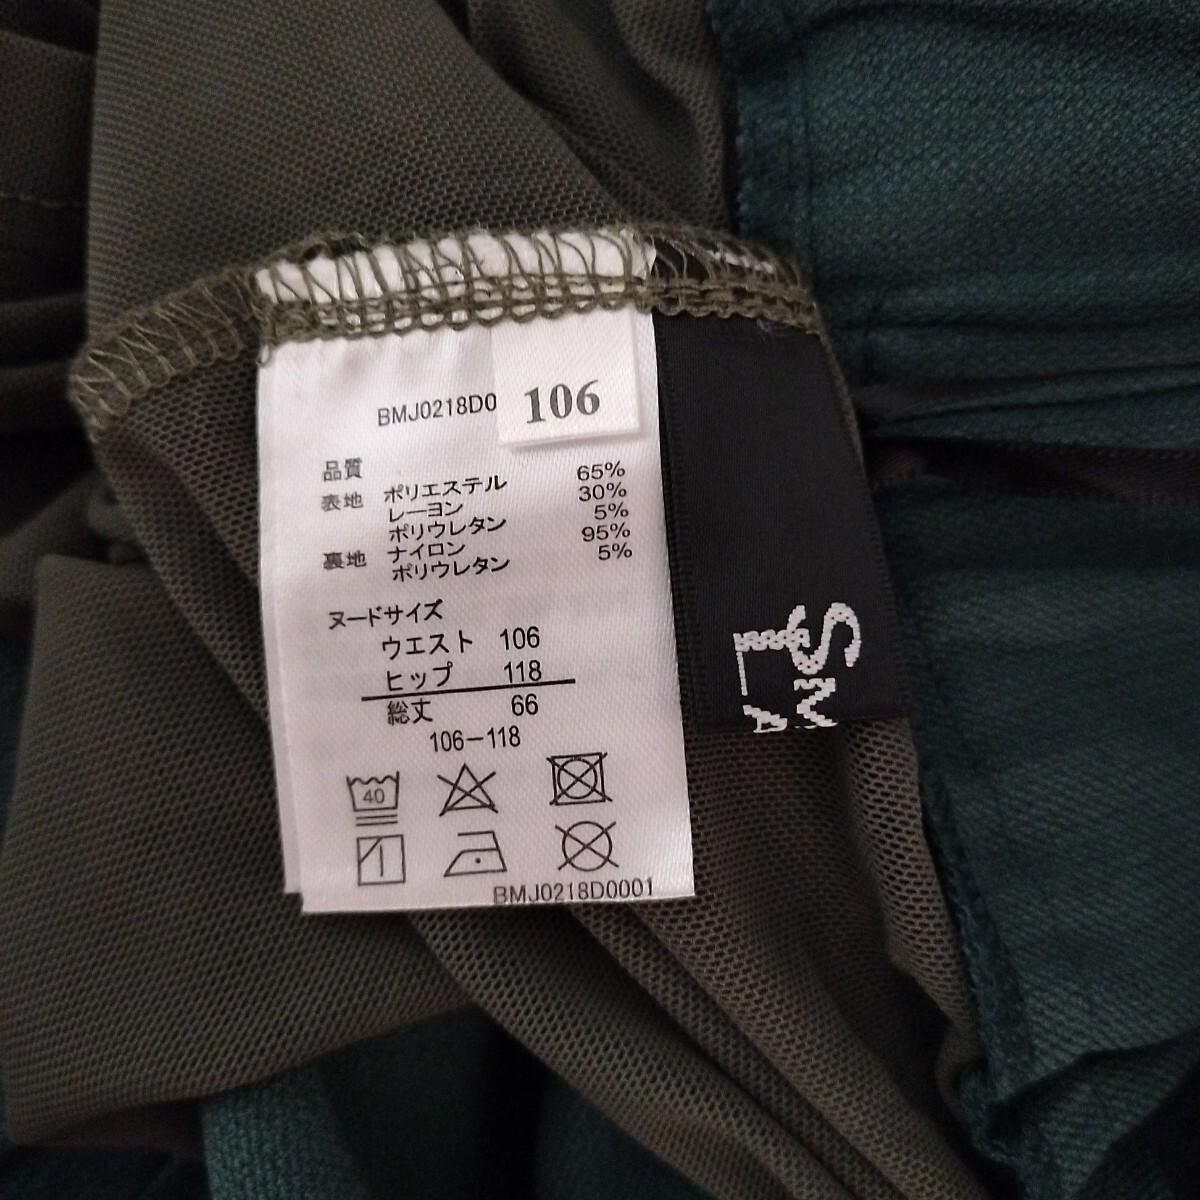 BMJ0218D0
106
品質
表地 ポリエステル 65%
レーヨン 30%
ポリウレタン 5%
裏地 ナイロン 95%
ポリウレタン 5%
ヌードサイズ
ウエスト 106
ヒップ 118
総丈 66
106-118
40
BMJ0218D0001